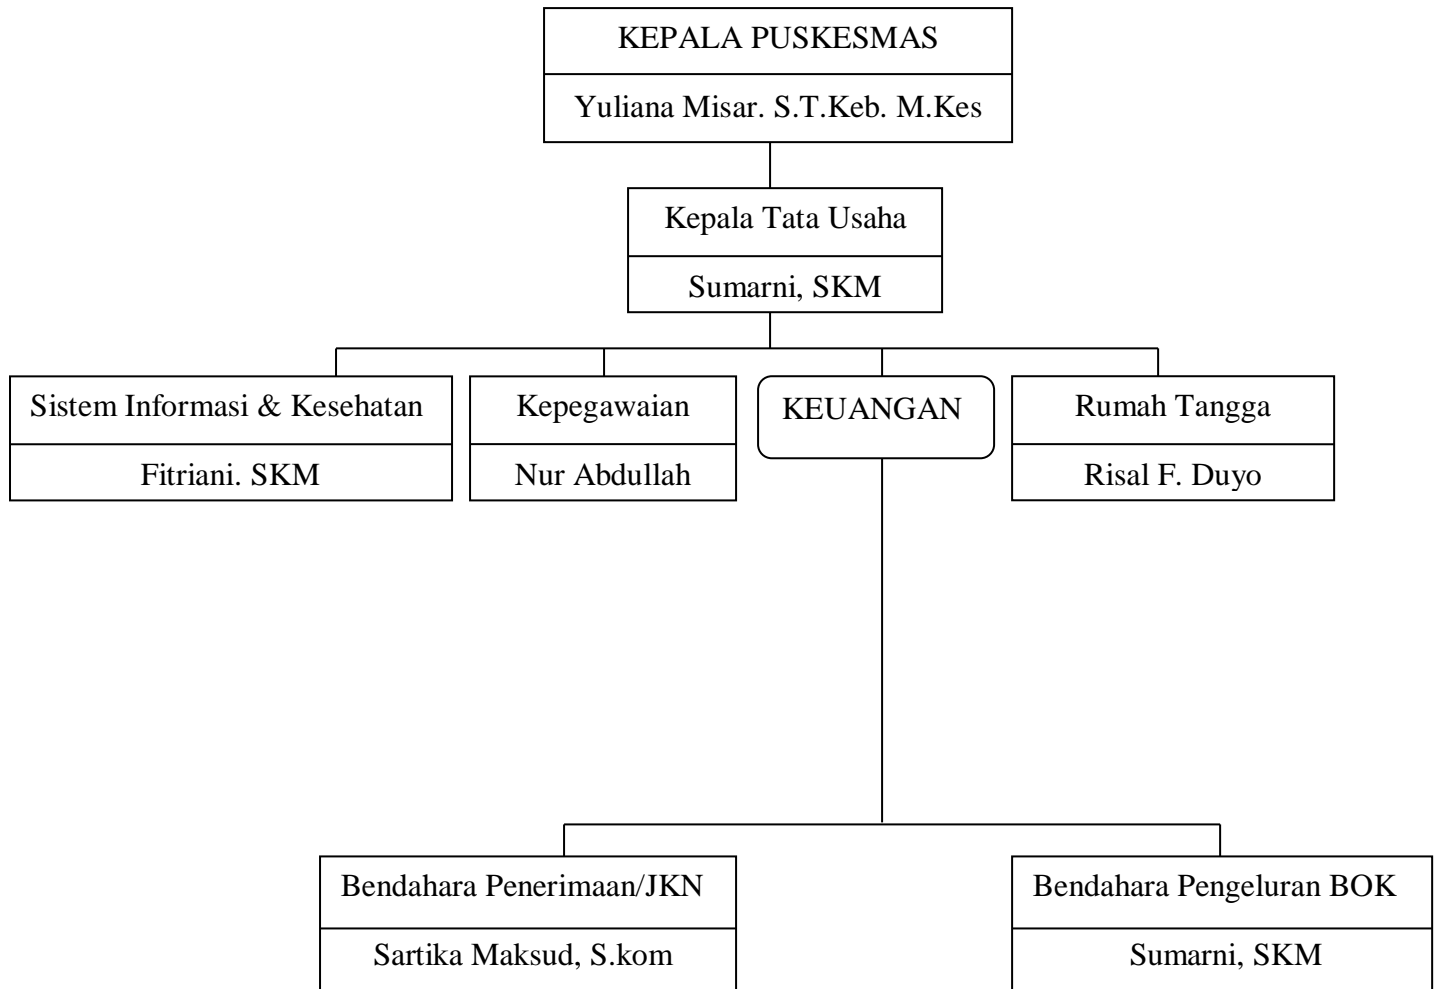 KEPALA PUSKESMAS
Yuliana Misar. S.T.Keb. M.Kes
Kepala Tata Usaha
Sumarni, SKM
Sistem Informasi & Kesehatan
Fitriani. SKM
Kepegawaian
Nur Abdullah
KEUANGAN
Rumah Tangga
Risal F. Duyo
Bendahara Penerimaan/JKN
Sartika Maksud, S.kom
Bendahara Pengeluran BOK
Sumarni, SKM